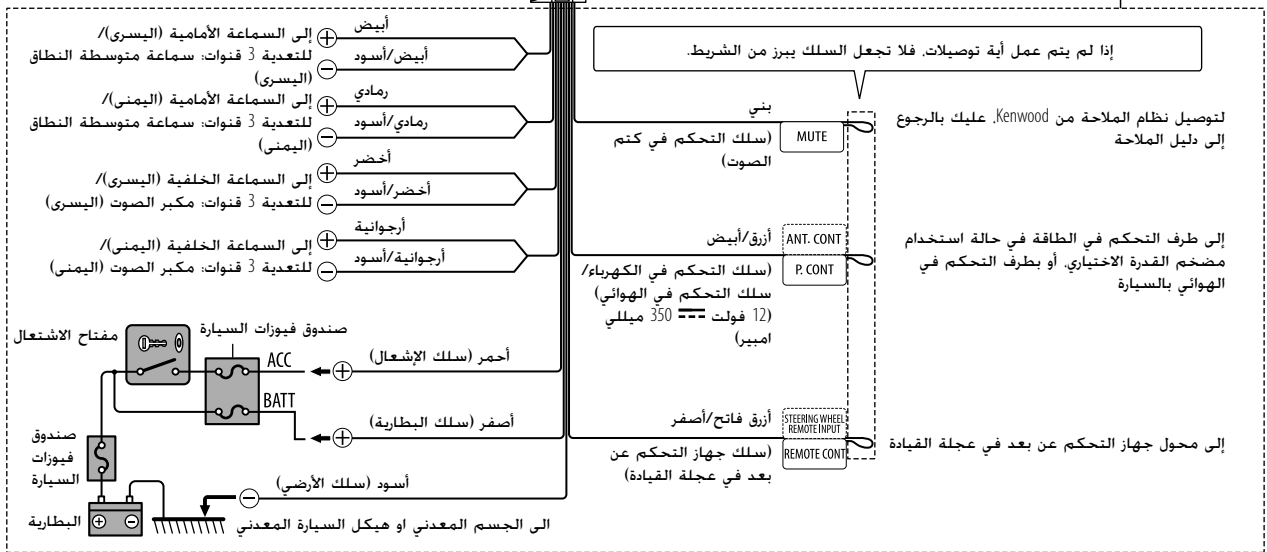 إذا لم يتم عمل أية توصيلات، فلا تجعل السلك يبرز من الشريط.
أبيض
أبيض/أسود
إلى السماعة الأمامية (اليسرى)/
للتعدية 3 قنوات: سماعة متوسطة النطاق
(اليسرى)
رمادي
رمادي/أسود
إلى السماعة الأمامية (اليمنى)/
للتعدية 3 قنوات: سماعة متوسطة النطاق
(اليمنى)
أخضر
أخضر/أسود
إلى السماعة الخلفية (اليسرى)/
للتعدية 3 قنوات: مكبر الصوت (اليسرى)
أرجوانية
أرجوانية/أسود
إلى السماعة الخلفية (اليمنى)/
للتعدية 3 قنوات: مكبر الصوت (اليمنى)
بني
MUTE
(سلك التحكم في كتم
الصوت)
لتوصيل نظام الملاحة من Kenwood، عليك بالرجوع
إلى دليل الملاحة
أزرق/أبيض
ANT. CONT
P. CONT
(سلك التحكم في الكهرباء/
سلك التحكم في الهوائي)
(12 فولت ⎓ 350 ميللي
امبير)
إلى طرف التحكم في الطاقة في حالة استخدام
مضخم القدرة الاختياري، أو بطرف التحكم في
الهوائي بالسيارة
أزرق فاتح/أصفر
STEERING WHEEL
REMOTE INPUT
REMOTE CONT
(سلك جهاز التحكم عن
بعد في عجلة القيادة)
إلى محول جهاز التحكم عن بعد في عجلة القيادة
مفتاح الاشتعال
صندوق فيوزات السيارة
ACC
أحمر (سلك الإشعال)
BATT
أصفر (سلك البطارية)
صندوق
فيوزات
السيارة
أسود (سلك الأرضي)
البطارية
الى الجسم المعدني او هيكل السيارة المعدني